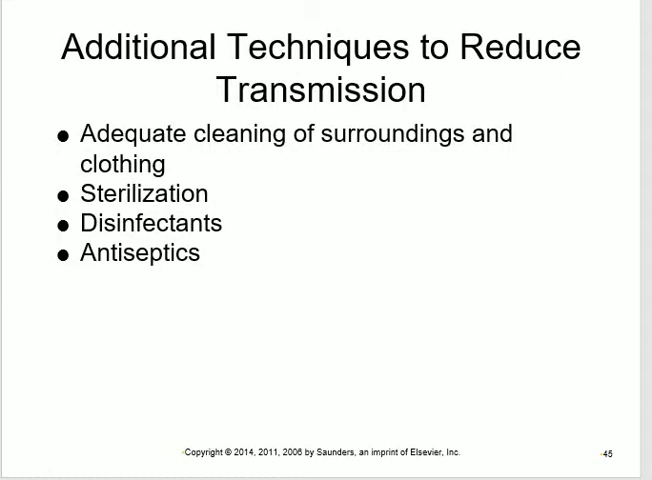 Additional Techniques to Reduce
Transmission
● Adequate cleaning of surroundings and
clothing
● Sterilization
● Disinfectants
● Antiseptics
•Copyright © 2014, 2011, 2006 by Saunders, an imprint of Elsevier, Inc.
•45